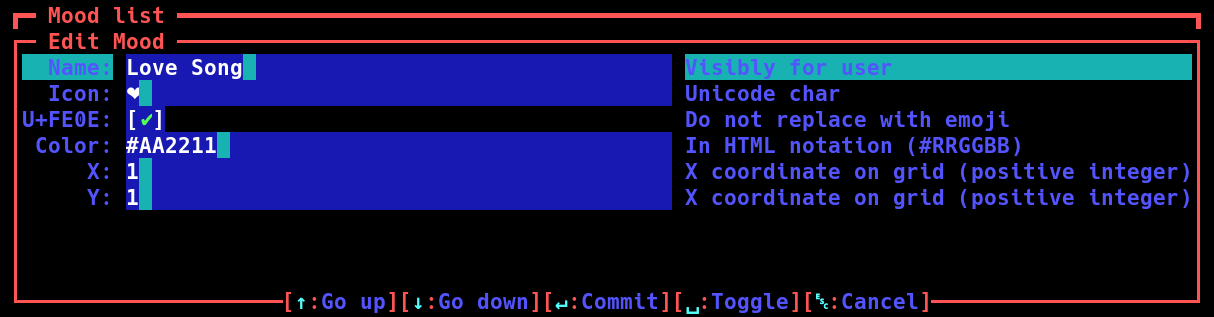 Mood list
Edit Mood
Name: Love Song Visibly for user
Icon: ❤ Unicode char
U+FE0E: [✔] Do not replace with emoji
Color: #AA2211 In HTML notation (#RRGGBB)
X: 1 X coordinate on grid (positive integer)
Y: 1 X coordinate on grid (positive integer)
[↑:Go up][↓:Go down][↵:Commit][␣:Toggle][␛:Cancel]